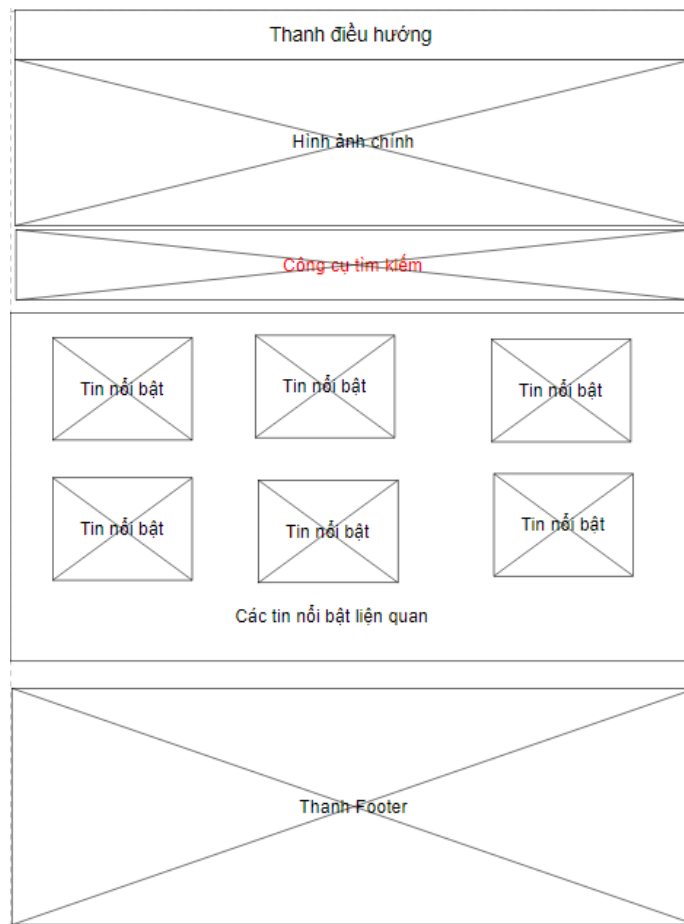 Thanh điều hướng
Hình ảnh chính
Công cụ tìm kiếm
Tin nổi bật
Tin nổi bật
Tin nổi bật
Tin nổi bật
Tin nổi bật
Tin nổi bật
Các tin nổi bật liện quan
Thanh Footer